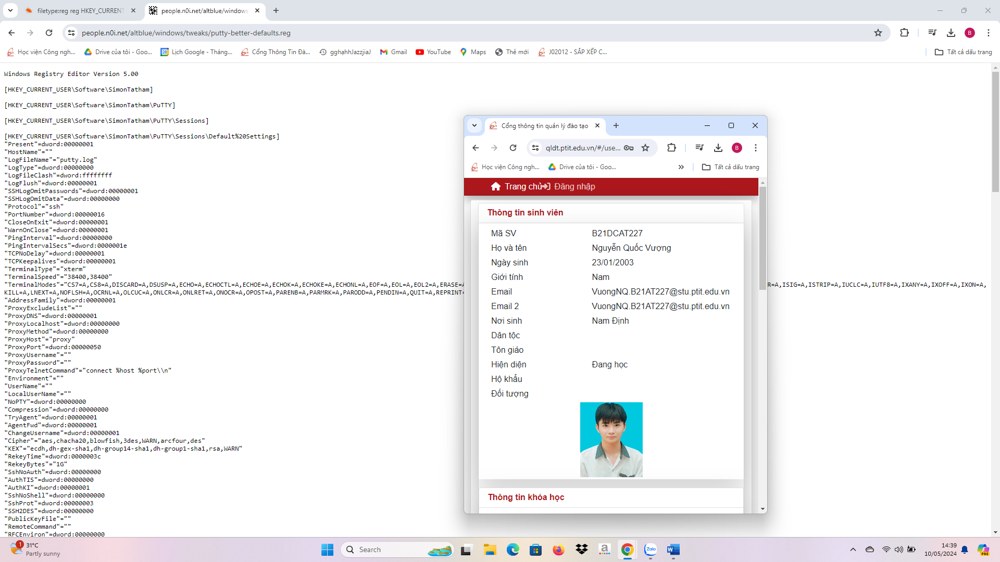 filetype:reg reg HKEY_CURRENT
people.n0i.net/altblue/windows
people.n0i.net/altblue/windows/tweaks/putty-better-defaults.reg
B
Học viện Công ngh...
Drive của tôi - Goo...
Lịch Google - Tháng...
Cổng Thông Tin Đà...
gghạhhJazzjiaJ
Gmail
YouTube
Maps
Thẻ mới
J02012 - SẮP XẾP C...
Tất cả dấu trang
Windows Registry Editor Version 5.00
[HKEY_CURRENT_USER\Software\SimonTatham]
[HKEY_CURRENT_USER\Software\SimonTatham\PuTTY]
[HKEY_CURRENT_USER\Software\SimonTatham\PuTTY\Sessions]
[HKEY_CURRENT_USER\Software\SimonTatham\PuTTY\Sessions\Default%20Settings]
"Present"=dword:00000001
"HostName"=""
"LogFileName"="putty.log"
"LogType"=dword:00000000
"LogFileClash"=dword:ffffffff
"LogFlush"=dword:00000001
"SSHLogOmitPasswords"=dword:00000001
"SSHLogOmitData"=dword:00000000
"Protocol"="ssh"
"PortNumber"=dword:00000016
"CloseOnExit"=dword:00000001
"WarnOnClose"=dword:00000001
"PingInterval"=dword:00000000
"PingIntervalSecs"=dword:0000001e
"TCPNoDelay"=dword:00000001
"TCPKeepalives"=dword:00000001
"TerminalType"="xterm"
"TerminalSpeed"="38400,38400"
"TerminalModes"="CS7=A,CS8=A,DISCARD=A,DSUSP=A,ECHO=A,ECHOCTL=A,ECHOE=A,ECHOK=A,ECHOKE=A,ECHONL=A,EOF=A,EOL=A,EOL2=A,ERASE=A R=A,ISIG=A,ISTRIP=A,IUCLC=A,IUTF8=A,IXANY=A,IXOFF=A,IXON=A,
KILL=A,LNEXT=A,NOFLSH=A,OCRNL=A,OLCUC=A,ONLCR=A,ONLRET=A,ONOCR=A,OPOST=A,PARENB=A,PARMRK=A,PARODD=A,PENDIN=A,QUIT=A,REPRINT=
"AddressFamily"=dword:00000001
"ProxyExcludeList"=""
"ProxyDNS"=dword:00000001
"ProxyLocalhost"=dword:00000000
"ProxyMethod"=dword:00000000
"ProxyHost"="proxy"
"ProxyPort"=dword:00000050
"ProxyUsername"=""
"ProxyPassword"=""
"ProxyTelnetCommand"="connect %host %port\\n"
"Environment"=""
"UserName"=""
"LocalUserName"=""
"NoPTY"=dword:00000000
"Compression"=dword:00000000
"TryAgent"=dword:00000001
"AgentFwd"=dword:00000001
"ChangeUsername"=dword:00000001
"Cipher"="aes,chacha20,blowfish,3des,WARN,arcfour,des"
"KEX"="ecdh,dh-gex-sha1,dh-group14-sha1,dh-group1-sha1,rsa,WARN"
"RekeyTime"=dword:0000003c
"RekeyBytes"="1G"
"SshNoAuth"=dword:00000000
"AuthTIS"=dword:00000000
"AuthKI"=dword:00000001
"SshNoShell"=dword:00000000
"SshProt"=dword:00000003
"SSH2DES"=dword:00000000
"PublicKeyFile"=""
"RemoteCommand"=""
"RFCEnviron"=dword:00000000
Cổng thông tin quản lý đào tạo
qldt.ptit.edu.vn/#/use...
B
Học viện Công ngh...
Drive của tôi - Goo...
Tất cả dấu trang
Trang chủ
Đăng nhập
Thông tin sinh viên
Mã SV B21DCAT227
Họ và tên Nguyễn Quốc Vượng
Ngày sinh 23/01/2003
Giới tính Nam
Email VuongNQ.B21AT227@stu.ptit.edu.vn
Email 2 VuongNQ.B21AT227@stu.ptit.edu.vn
Nơi sinh Nam Định
Dân tộc
Tôn giáo
Hiện diện Đang học
Hộ khẩu
Đối tượng
Thông tin khóa học
1
31°C
Partly sunny
Search
a
Zalo
W
14:39
10/05/2024
PRE